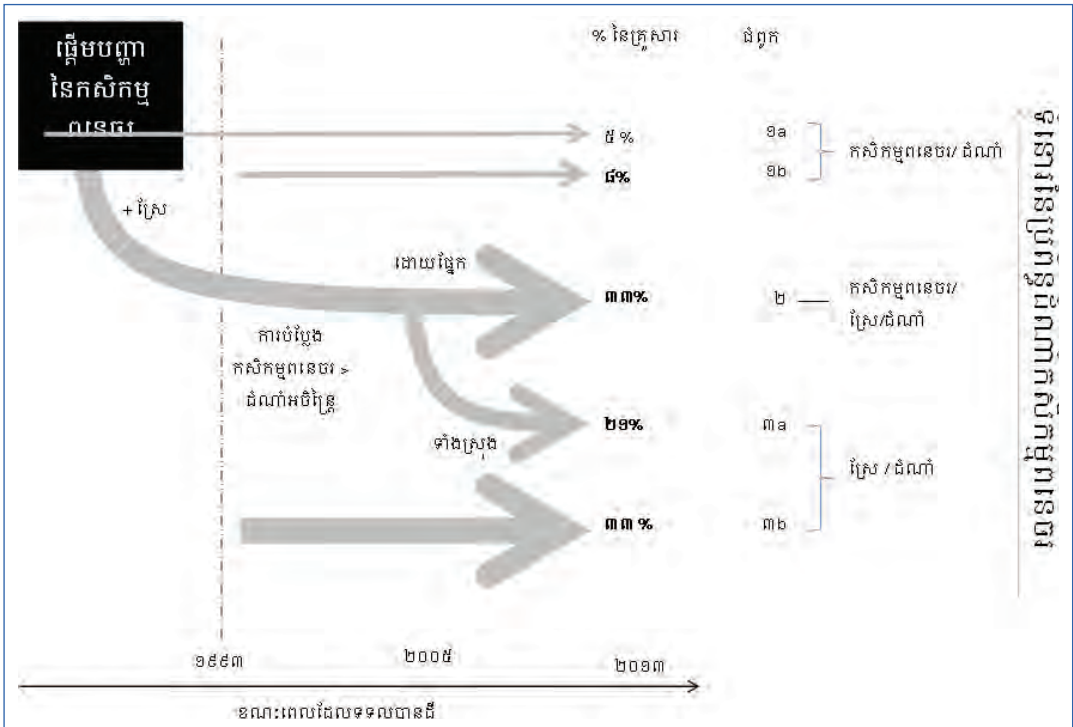 ផ្តើមបញ្ហា
នៃកសិកម្ម
ពនេចរ
% នៃគ្រួសារ
ជំពូក
៥ %
១a
៨%
១b
កសិកម្មពនេចរ/ ដំណាំ
+ ស្រែ
ដោយផ្នែក
៣៣%
២
កសិកម្មពនេចរ/
ស្រែ/ដំណាំ
ការបំប្លែង
កសិកម្មពនេចរ >
ដំណាំអចិន្ត្រៃ
ទាំងស្រុង
២១%
៣a
ស្រែ / ដំណាំ
៣៣ %
៣b
១៩៩៣
២០០៥
២០១៣
ខណៈពេលដែលទទលបានដី